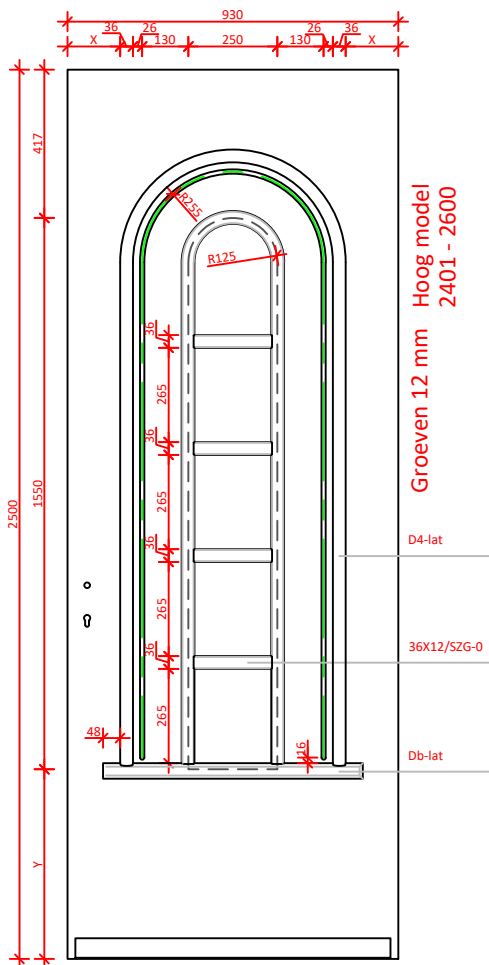 930
36
26
26
36
X
130
250
130
X
417
R255
R125
Hoog model
2401 - 2600
Groeven 12 mm
36
265
36
265
2500
1550
36
265
36
265
D4-lat
36X12/SZG-0
48
16
Db-lat
Y